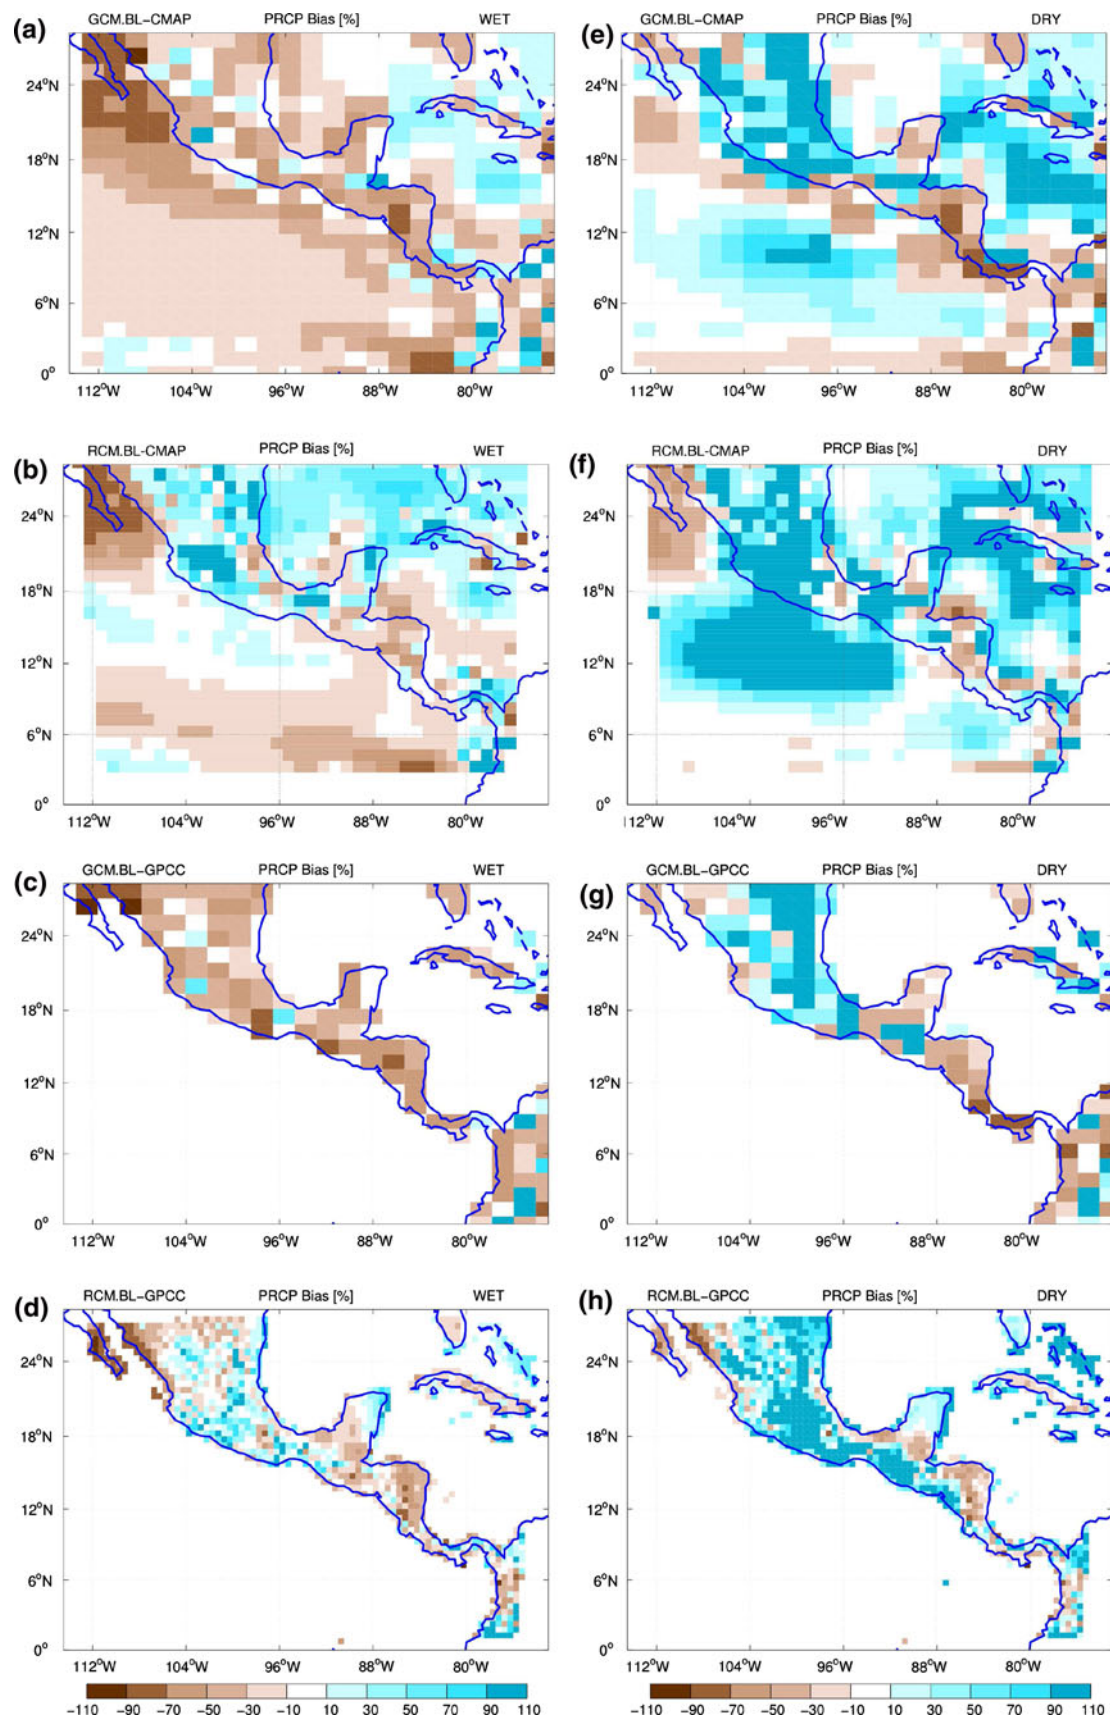 (a) GCM.BL-CMAP PRCP Bias [%] WET
24°N
18°N
12°N
6°N
0°
112°W 104°W 96°W 88°W 80°W
(e) GCM.BL-CMAP PRCP Bias [%] DRY
24°N
18°N
12°N
6°N
0°
112°W 104°W 96°W 88°W 80°W
(b) RCM.BL-CMAP PRCP Bias [%] WET
24°N
18°N
12°N
6°N
0°
112°W 104°W 96°W 88°W 80°W
(f) RCM.BL-CMAP PRCP Bias [%] DRY
24°N
18°N
12°N
6°N
0°
112°W 104°W 96°W 88°W 80°W
(c) GCM.BL-GPCC PRCP Bias [%] WET
24°N
18°N
12°N
6°N
0°
112°W 104°W 96°W 88°W 80°W
(g) GCM.BL-GPCC PRCP Bias [%] DRY
24°N
18°N
12°N
6°N
0°
112°W 104°W 96°W 88°W 80°W
(d) RCM.BL-GPCC PRCP Bias [%] WET
24°N
18°N
12°N
6°N
0°
112°W 104°W 96°W 88°W 80°W
-110 -90 -70 -50 -30 -10 10 30 50 70 90 110
(h) RCM.BL-GPCC PRCP Bias [%] DRY
24°N
18°N
12°N
6°N
0°
112°W 104°W 96°W 88°W 80°W
-110 -90 -70 -50 -30 -10 10 30 50 70 90 110